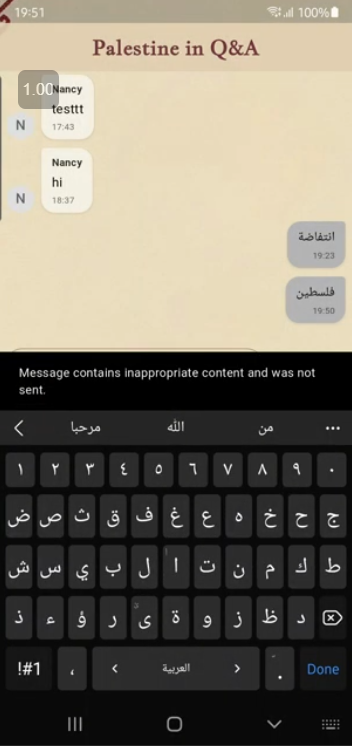 19:51
100%
Palestine in Q&A
1.00
Nancy
testtt
N
17:43
Nancy
hi
N
18:37
انتفاضة
19:23
فلسطين
19:50
Message contains inappropriate content and was not
sent.
مرحبا الله من
١ ٢ ٣ ٤ ٥ ٦ ٧ ٨ ٩ ٠
ض ص ث ق ف غ ع ه خ ح ج
ش س ي ب ل ا ت ن م ك ط
ذ ء ؤ ر ى ة و ز ظ د
!#1 ، < العربية > . Done